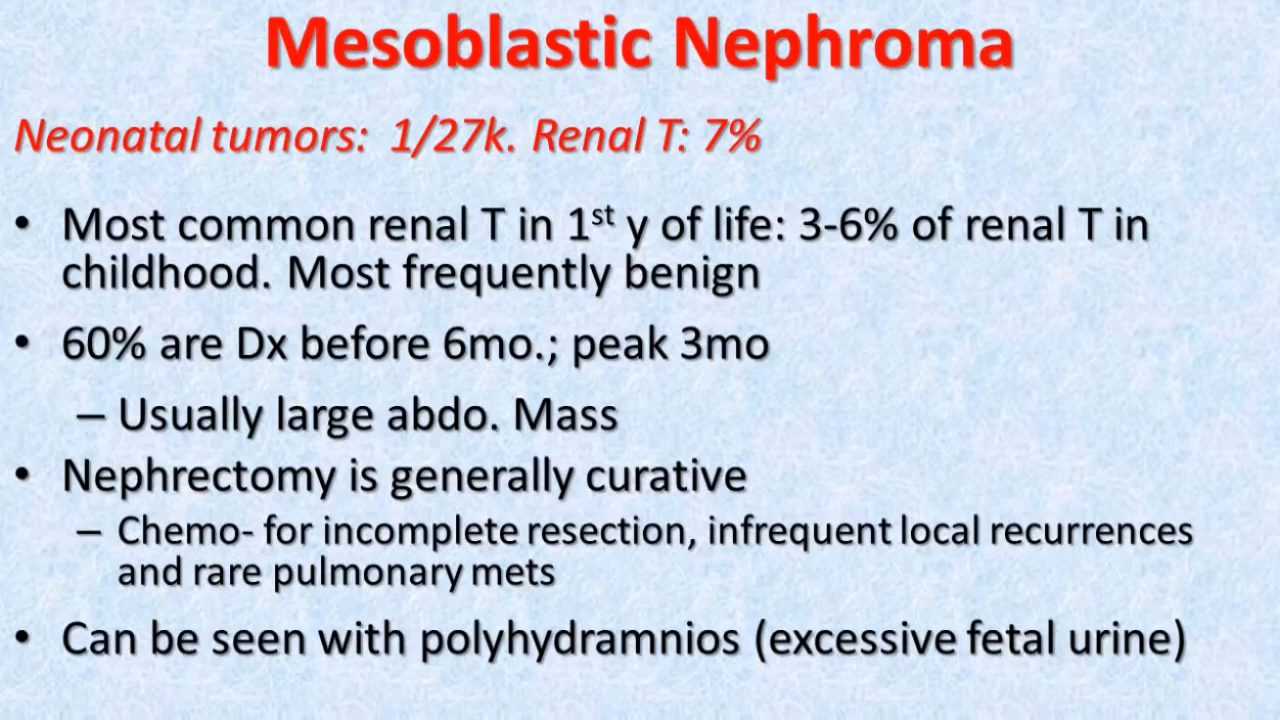 Mesoblastic Nephroma
Neonatal tumors: 1/27k. Renal T: 7%
• Most common renal T in 1st y of life: 3-6% of renal T in
childhood. Most frequently benign
• 60% are Dx before 6mo.; peak 3mo
– Usually large abdo. Mass
• Nephrectomy is generally curative
– Chemo- for incomplete resection, infrequent local recurrences
and rare pulmonary mets
• Can be seen with polyhydramnios (excessive fetal urine)